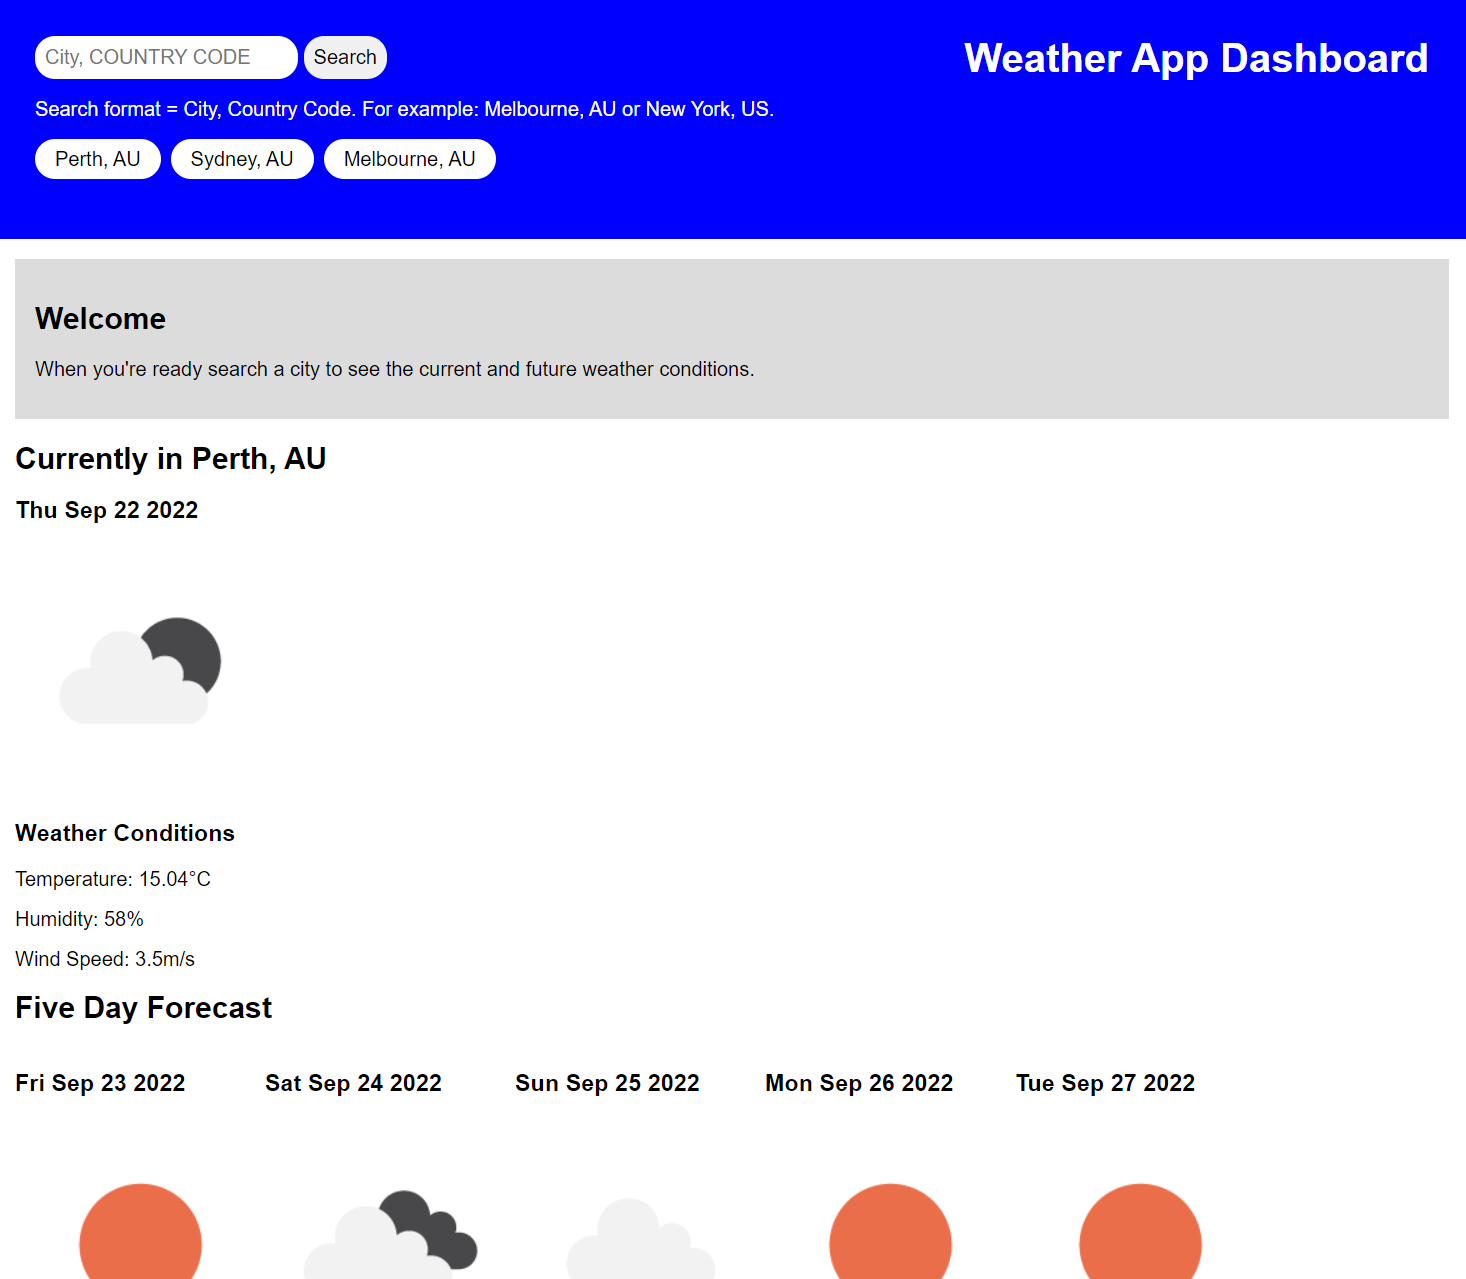 City, COUNTRY CODE Search
Weather App Dashboard
Search format = City, Country Code. For example: Melbourne, AU or New York, US.
Perth, AU Sydney, AU Melbourne, AU
Welcome
When you're ready search a city to see the current and future weather conditions.
Currently in Perth, AU
Thu Sep 22 2022
Weather Conditions
Temperature: 15.04°C
Humidity: 58%
Wind Speed: 3.5m/s
Five Day Forecast
Fri Sep 23 2022 Sat Sep 24 2022 Sun Sep 25 2022 Mon Sep 26 2022 Tue Sep 27 2022